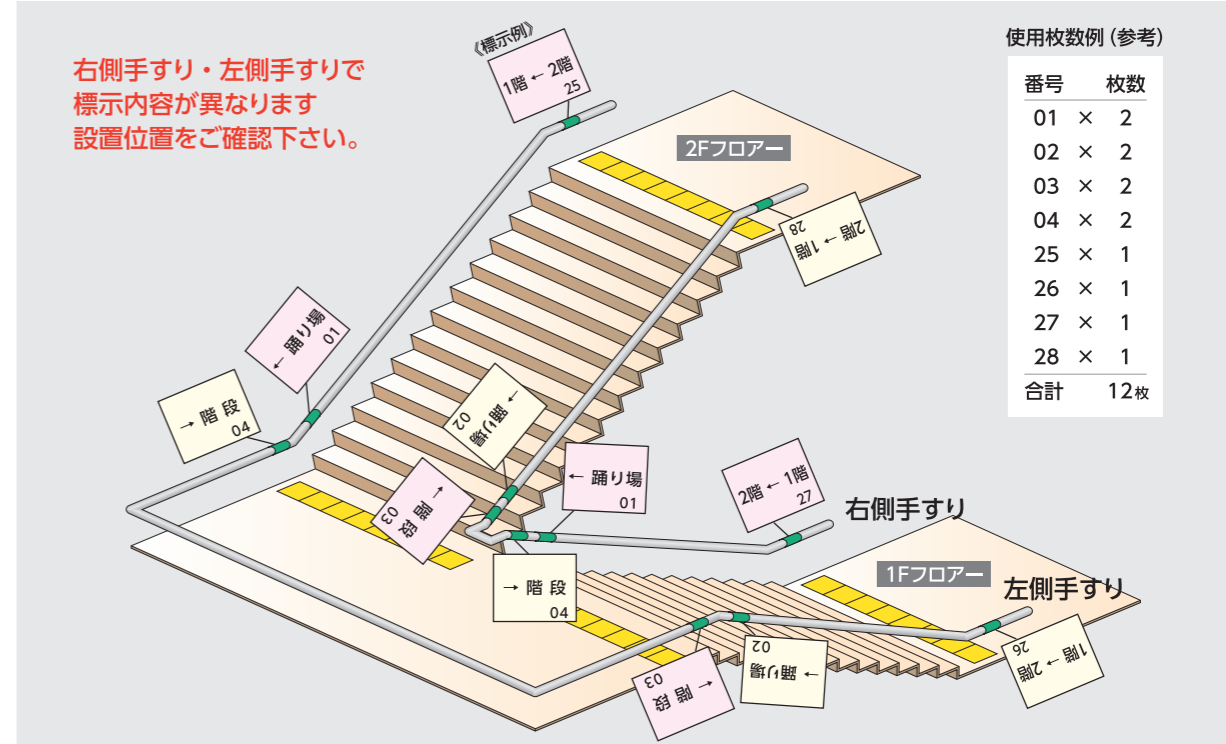 右側手すり・左側手すりで
標示内容が異なります
設置位置をご確認下さい。
《標示例》
1階 ← 2階
25
2Fフロアー
2階 → 1階
28
← 踊り場
01
→ 階段
04
← 踊り場
02
→ 階段
03
← 踊り場
01
→ 階段
04
2階 ← 1階
27
右側手すり
1Fフロアー
左側手すり
1階 → 2階
26
← 踊り場
02
→ 階段
03
使用枚数例（参考）
番号 枚数
01 × 2
02 × 2
03 × 2
04 × 2
25 × 1
26 × 1
27 × 1
28 × 1
合計 12枚